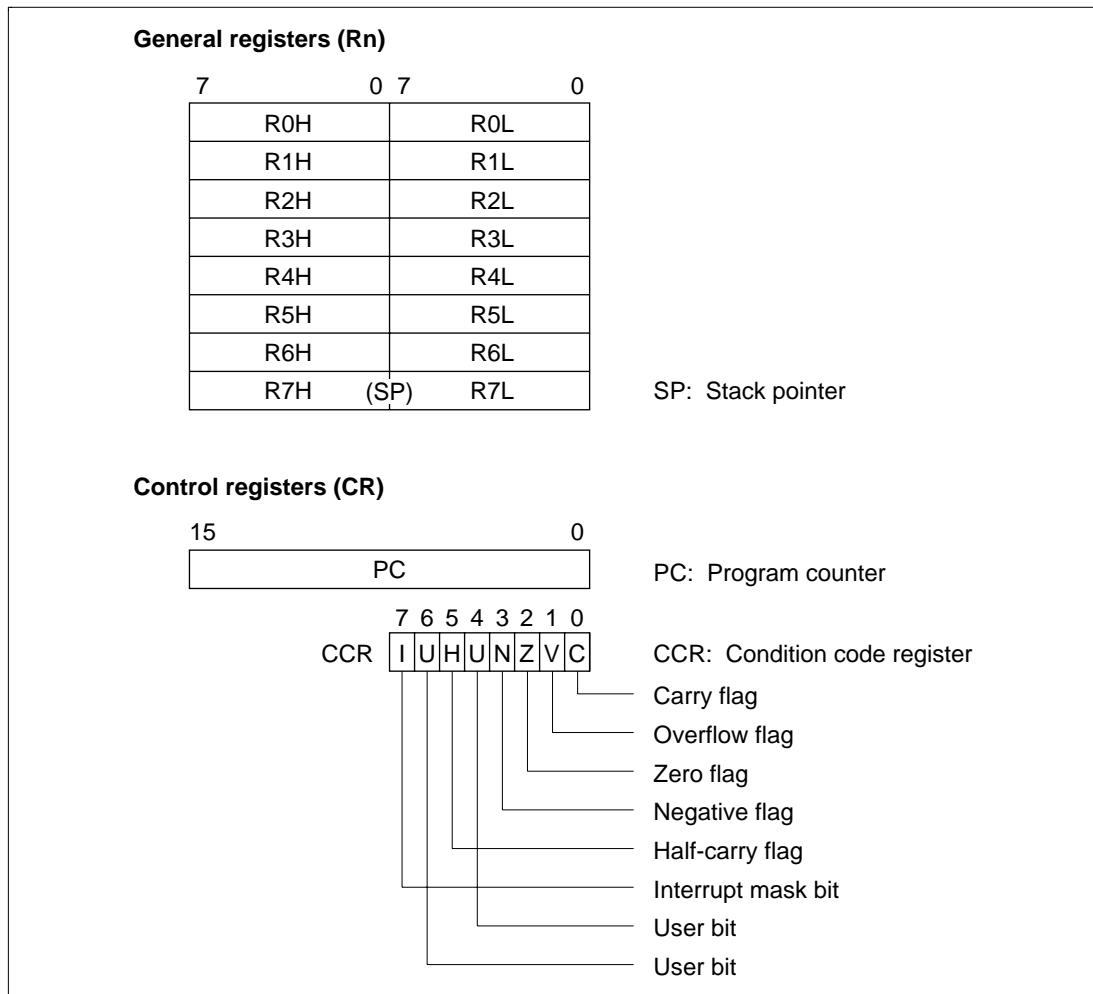 General registers (Rn)
7 0 7 0
R0H R0L
R1H R1L
R2H R2L
R3H R3L
R4H R4L
R5H R5L
R6H R6L
R7H (SP) R7L SP: Stack pointer
Control registers (CR)
15 0
PC PC: Program counter
7 6 5 4 3 2 1 0
CCR I U H U N Z V C CCR: Condition code register
Carry flag
Overflow flag
Zero flag
Negative flag
Half-carry flag
Interrupt mask bit
User bit
User bit